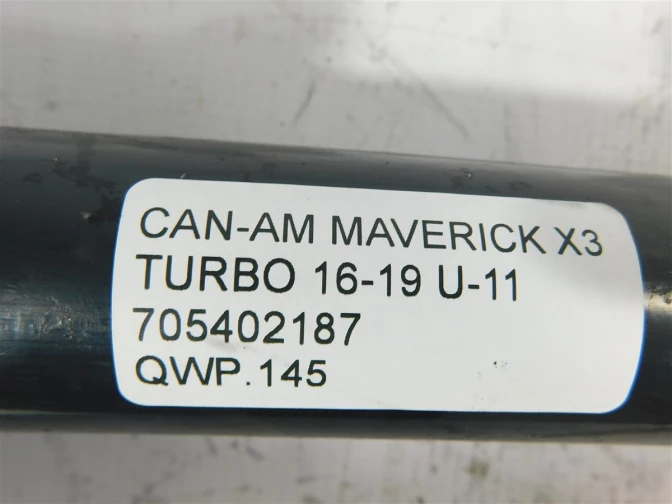 CAN-AM MAVERICK X3
TURBO 16-19 U-11
705402187
QWP.145